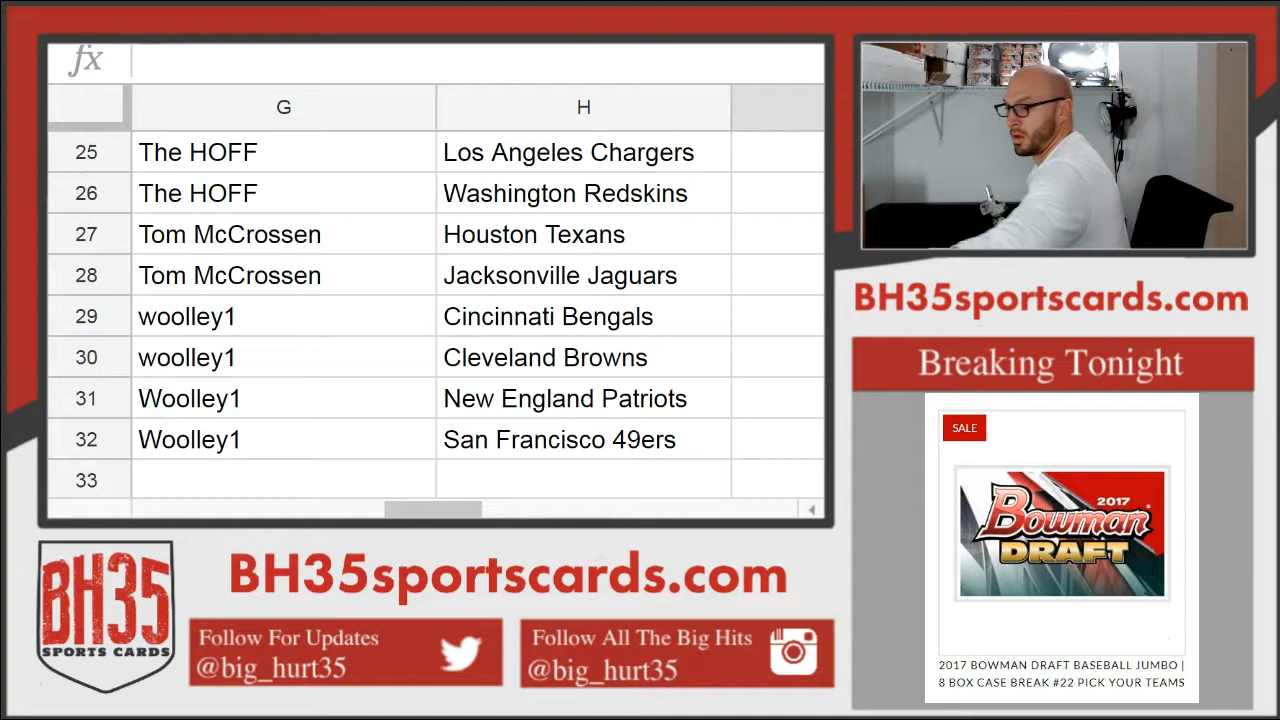 fx
G H
25 The HOFF Los Angeles Chargers
26 The HOFF Washington Redskins
27 Tom McCrossen Houston Texans
28 Tom McCrossen Jacksonville Jaguars
29 woolley1 Cincinnati Bengals
30 woolley1 Cleveland Browns
31 Woolley1 New England Patriots
32 Woolley1 San Francisco 49ers
33
BH35
SPORTS CARDS
BH35sportscards.com
Follow For Updates
@big_hurt35
Follow All The Big Hits
@big_hurt35
BH35sportscards.com
Breaking Tonight
SALE
2017
Bowman
DRAFT
2017 BOWMAN DRAFT BASEBALL JUMBO |
8 BOX CASE BREAK #22 PICK YOUR TEAMS